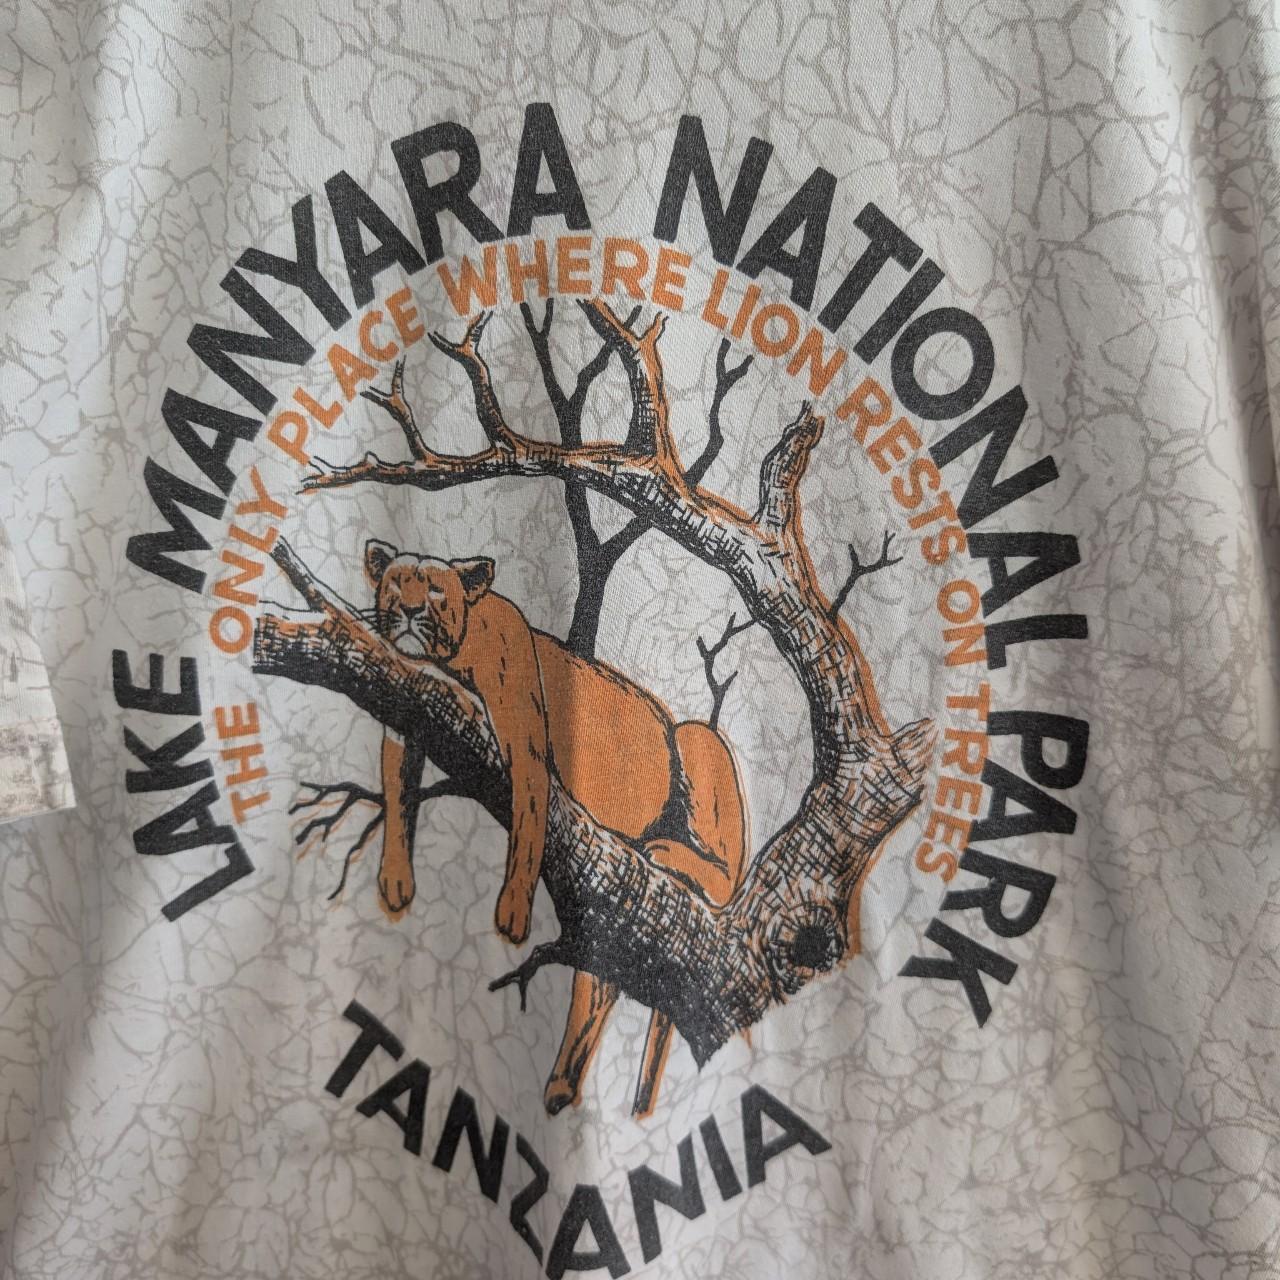 LAKE MANYARA NATIONAL PARK
THE ONLY PLACE WHERE LION RESTS ON TREES
TANZANIA